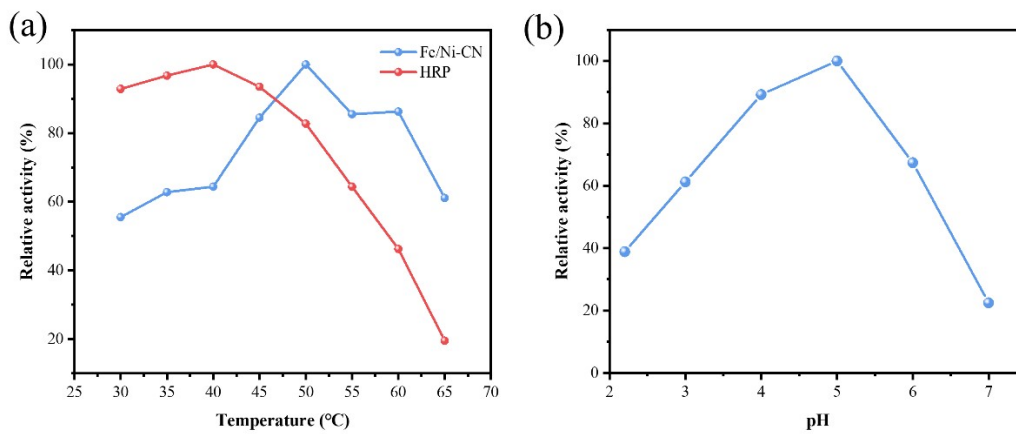 (a)
Fe/Ni-CN
HRP
Relative activity (%)
100
80
60
40
20
25 30 35 40 45 50 55 60 65 70
Temperature (°C)
(b)
Relative activity (%)
100
80
60
40
20
0
2 3 4 5 6 7
pH